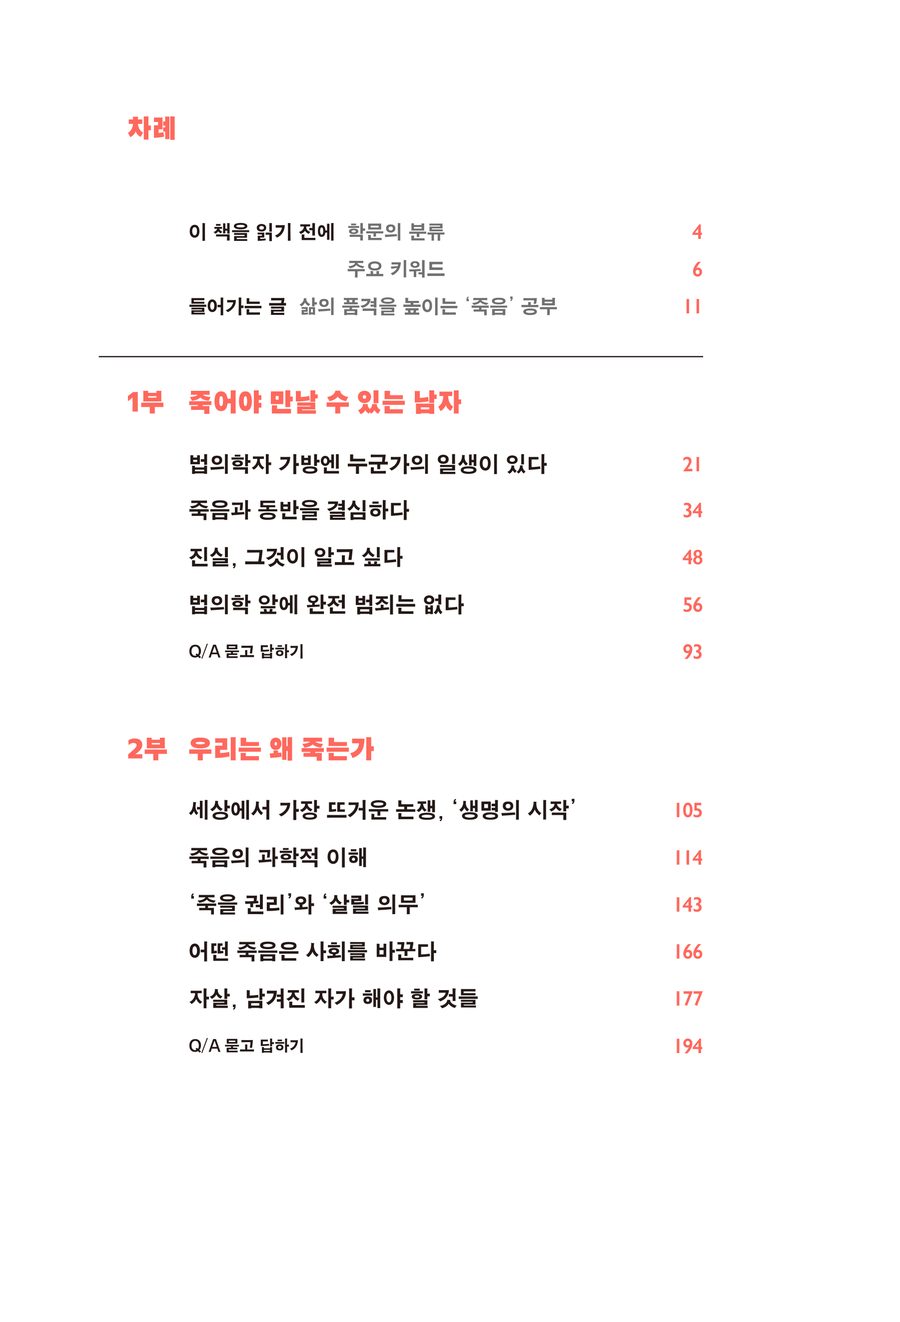 차례
이 책을 읽기 전에 학문의 분류 4
주요 키워드 6
들어가는 글 삶의 품격을 높이는 ‘죽음’ 공부 11
1부 죽어야 만날 수 있는 남자
법의학자 가방엔 누군가의 일생이 있다 21
죽음과 동반을 결심하다 34
진실, 그것이 알고 싶다 48
법의학 앞에 완전 범죄는 없다 56
Q/A 묻고 답하기 93
2부 우리는 왜 죽는가
세상에서 가장 뜨거운 논쟁, ‘생명의 시작’ 105
죽음의 과학적 이해 114
‘죽을 권리’와 ‘살릴 의무’ 143
어떤 죽음은 사회를 바꾼다 166
자살, 남겨진 자가 해야 할 것들 177
Q/A 묻고 답하기 194